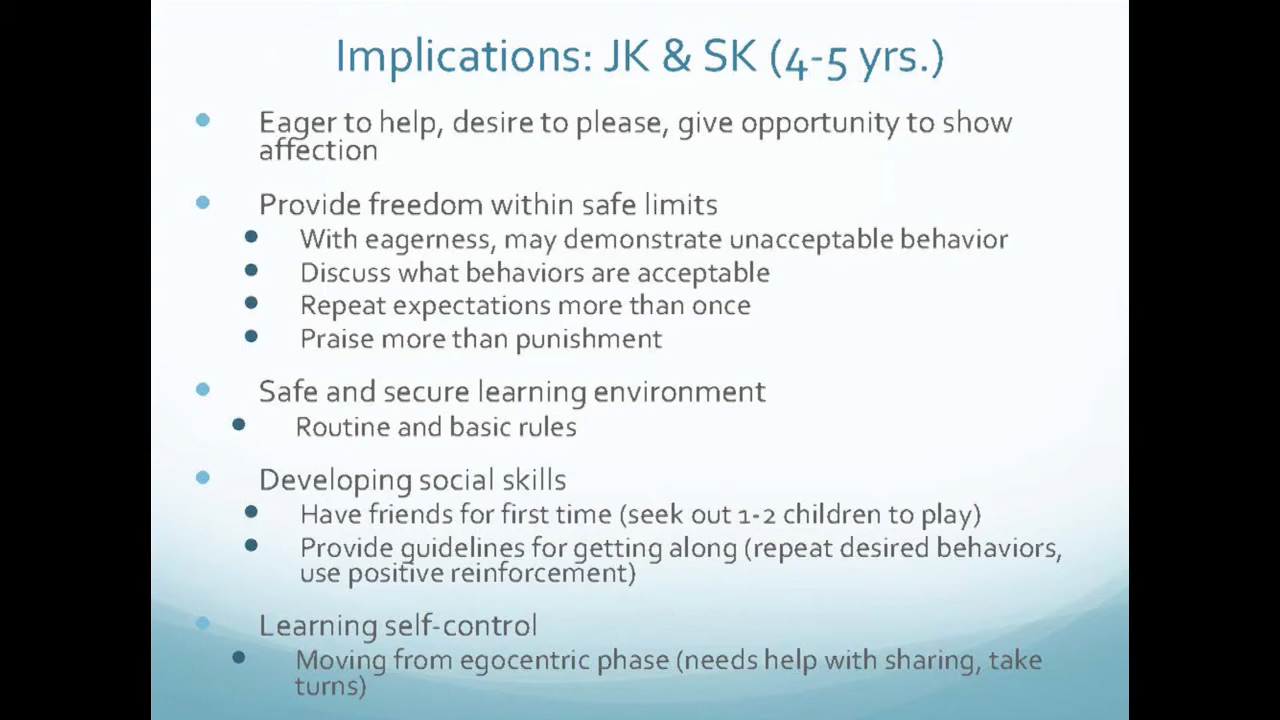 Implications: JK & SK (4-5 yrs.)
Eager to help, desire to please, give opportunity to show
affection
Provide freedom within safe limits
With eagerness, may demonstrate unacceptable behavior
Discuss what behaviors are acceptable
Repeat expectations more than once
Praise more than punishment
Safe and secure learning environment
Routine and basic rules
Developing social skills
Have friends for first time (seek out 1-2 children to play)
Provide guidelines for getting along (repeat desired behaviors,
use positive reinforcement)
Learning self-control
Moving from egocentric phase (needs help with sharing, take
turns)